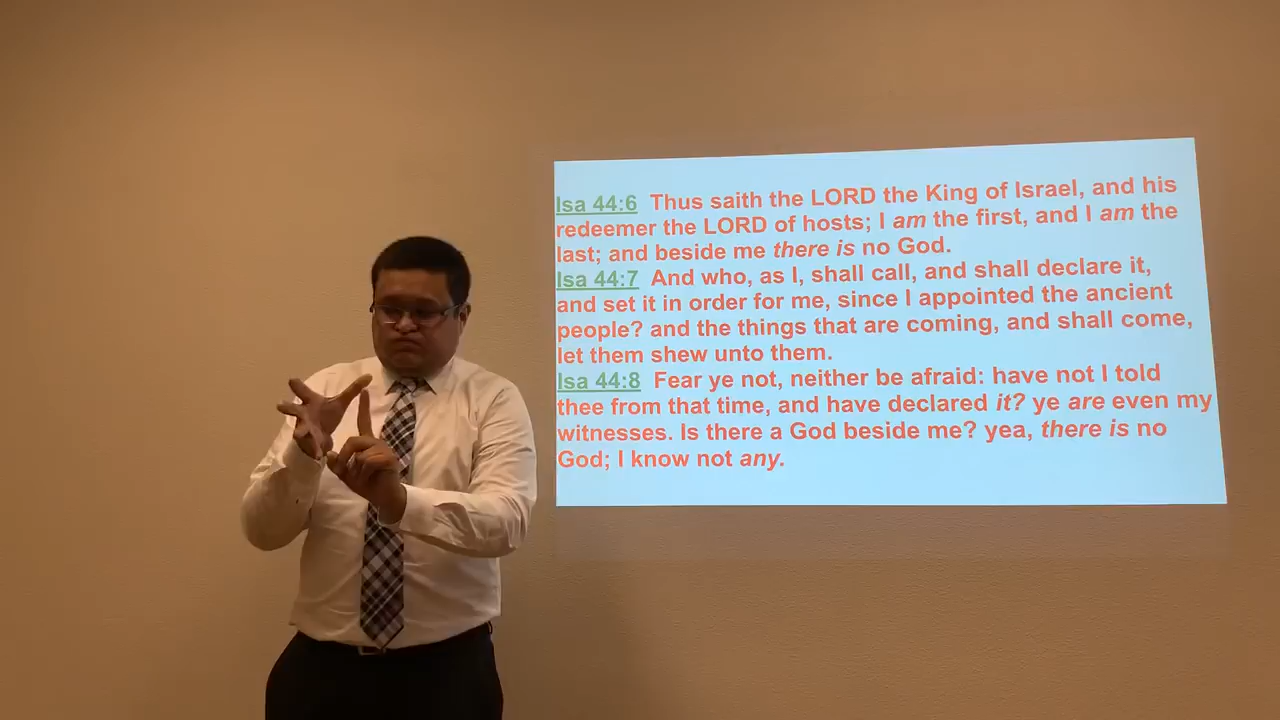 Isa 44:6 Thus saith the LORD the King of Israel, and his
redeemer the LORD of hosts; I am the first, and I am the
last; and beside me there is no God.
Isa 44:7 And who, as I, shall call, and shall declare it,
and set it in order for me, since I appointed the ancient
people? and the things that are coming, and shall come,
let them shew unto them.
Isa 44:8 Fear ye not, neither be afraid: have not I told
thee from that time, and have declared it? ye are even my
witnesses. Is there a God beside me? yea, there is no
God; I know not any.